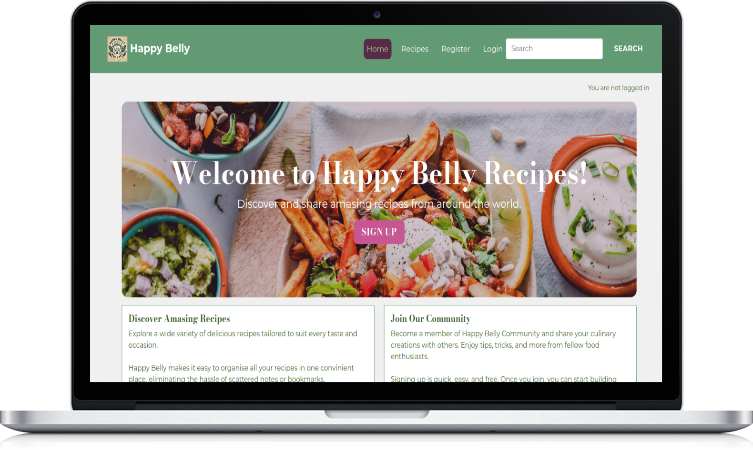 Happy Belly
Home Recipes Register Login Search SEARCH
You are not logged in
Welcome to Happy Belly Recipes!
Discover and share amasing recipes from around the world.
SIGN UP
Discover Amasing Recipes
Explore a wide variety of delicious recipes tailored to suit every taste and
occasion.
Happy Belly makes it easy to organise all your recipes in one convinient
place, eliminating the hassle of scattered notes or bookmarks.
Join Our Community
Become a member of Happy Belly Community and share your culinary
creations with others. Enjoy tips, tricks, and more from fellow food
enthusiasts.
Signing up is quick, easy, and free. Once you join, you can start building